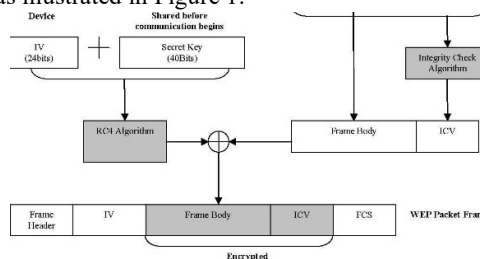 as illustrated in Figure 1.
Device
Shared before
communication begins
IV
(24bits)
Secret Key
(40Bits)
Integrity Check
Algorithm
RC4 Algorithm
Frame Body
ICV
Frame
Header
IV
Frame Body
ICV
FCS
WEP Packet Fram
Encrypted